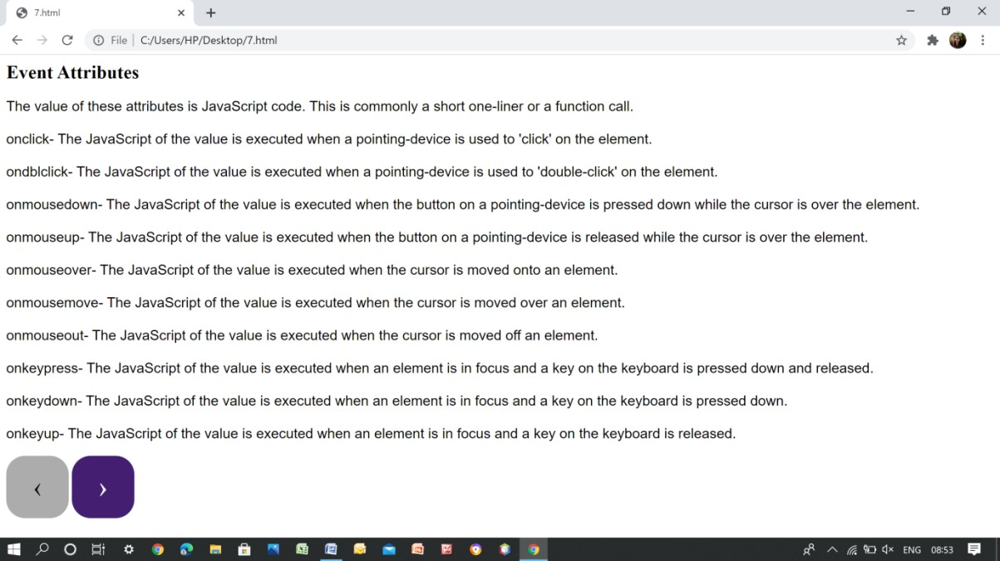 7.html
File C:/Users/HP/Desktop/7.html
Event Attributes
The value of these attributes is JavaScript code. This is commonly a short one-liner or a function call.
onclick- The JavaScript of the value is executed when a pointing-device is used to 'click' on the element.
ondblclick- The JavaScript of the value is executed when a pointing-device is used to 'double-click' on the element.
onmousedown- The JavaScript of the value is executed when the button on a pointing-device is pressed down while the cursor is over the element.
onmouseup- The JavaScript of the value is executed when the button on a pointing-device is released while the cursor is over the element.
onmouseover- The JavaScript of the value is executed when the cursor is moved onto an element.
onmousemove- The JavaScript of the value is executed when the cursor is moved over an element.
onmouseout- The JavaScript of the value is executed when the cursor is moved off an element.
onkeypress- The JavaScript of the value is executed when an element is in focus and a key on the keyboard is pressed down and released.
onkeydown- The JavaScript of the value is executed when an element is in focus and a key on the keyboard is pressed down.
onkeyup- The JavaScript of the value is executed when an element is in focus and a key on the keyboard is released.
‹ ›
ENG 08:53